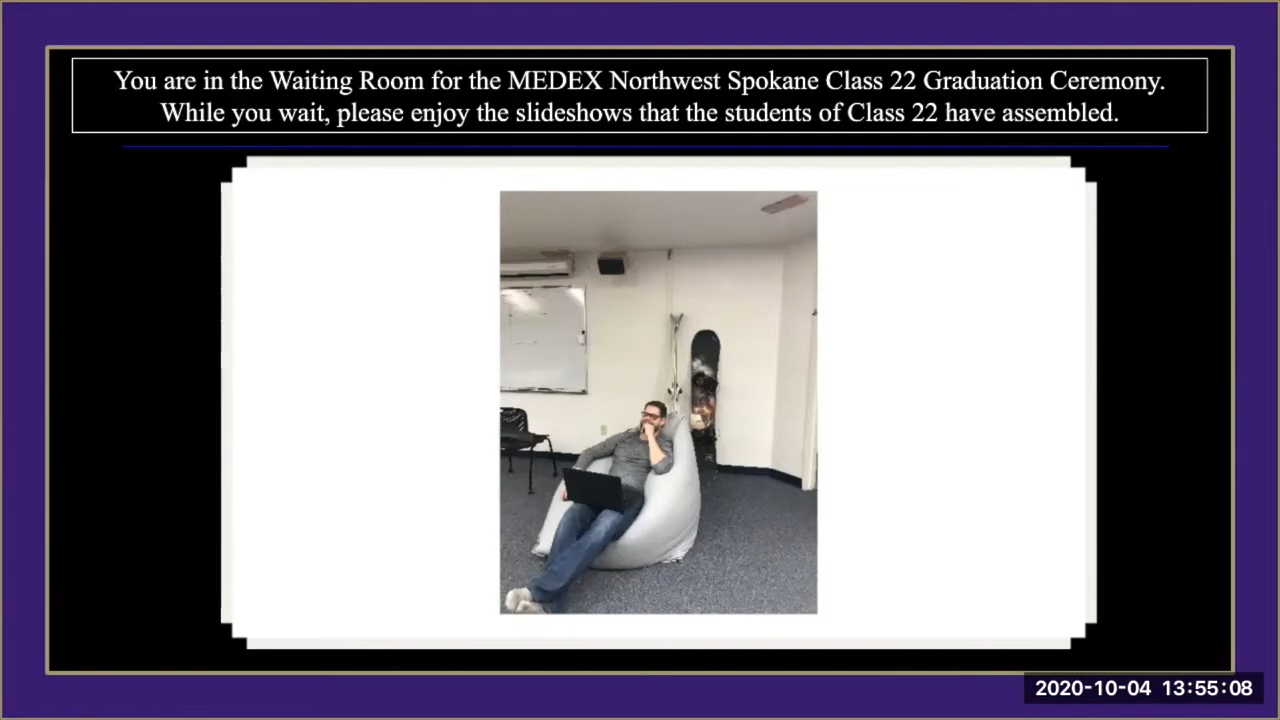 You are in the Waiting Room for the MEDEX Northwest Spokane Class 22 Graduation Ceremony.
While you wait, please enjoy the slideshows that the students of Class 22 have assembled.
2020-10-04 13:55:08